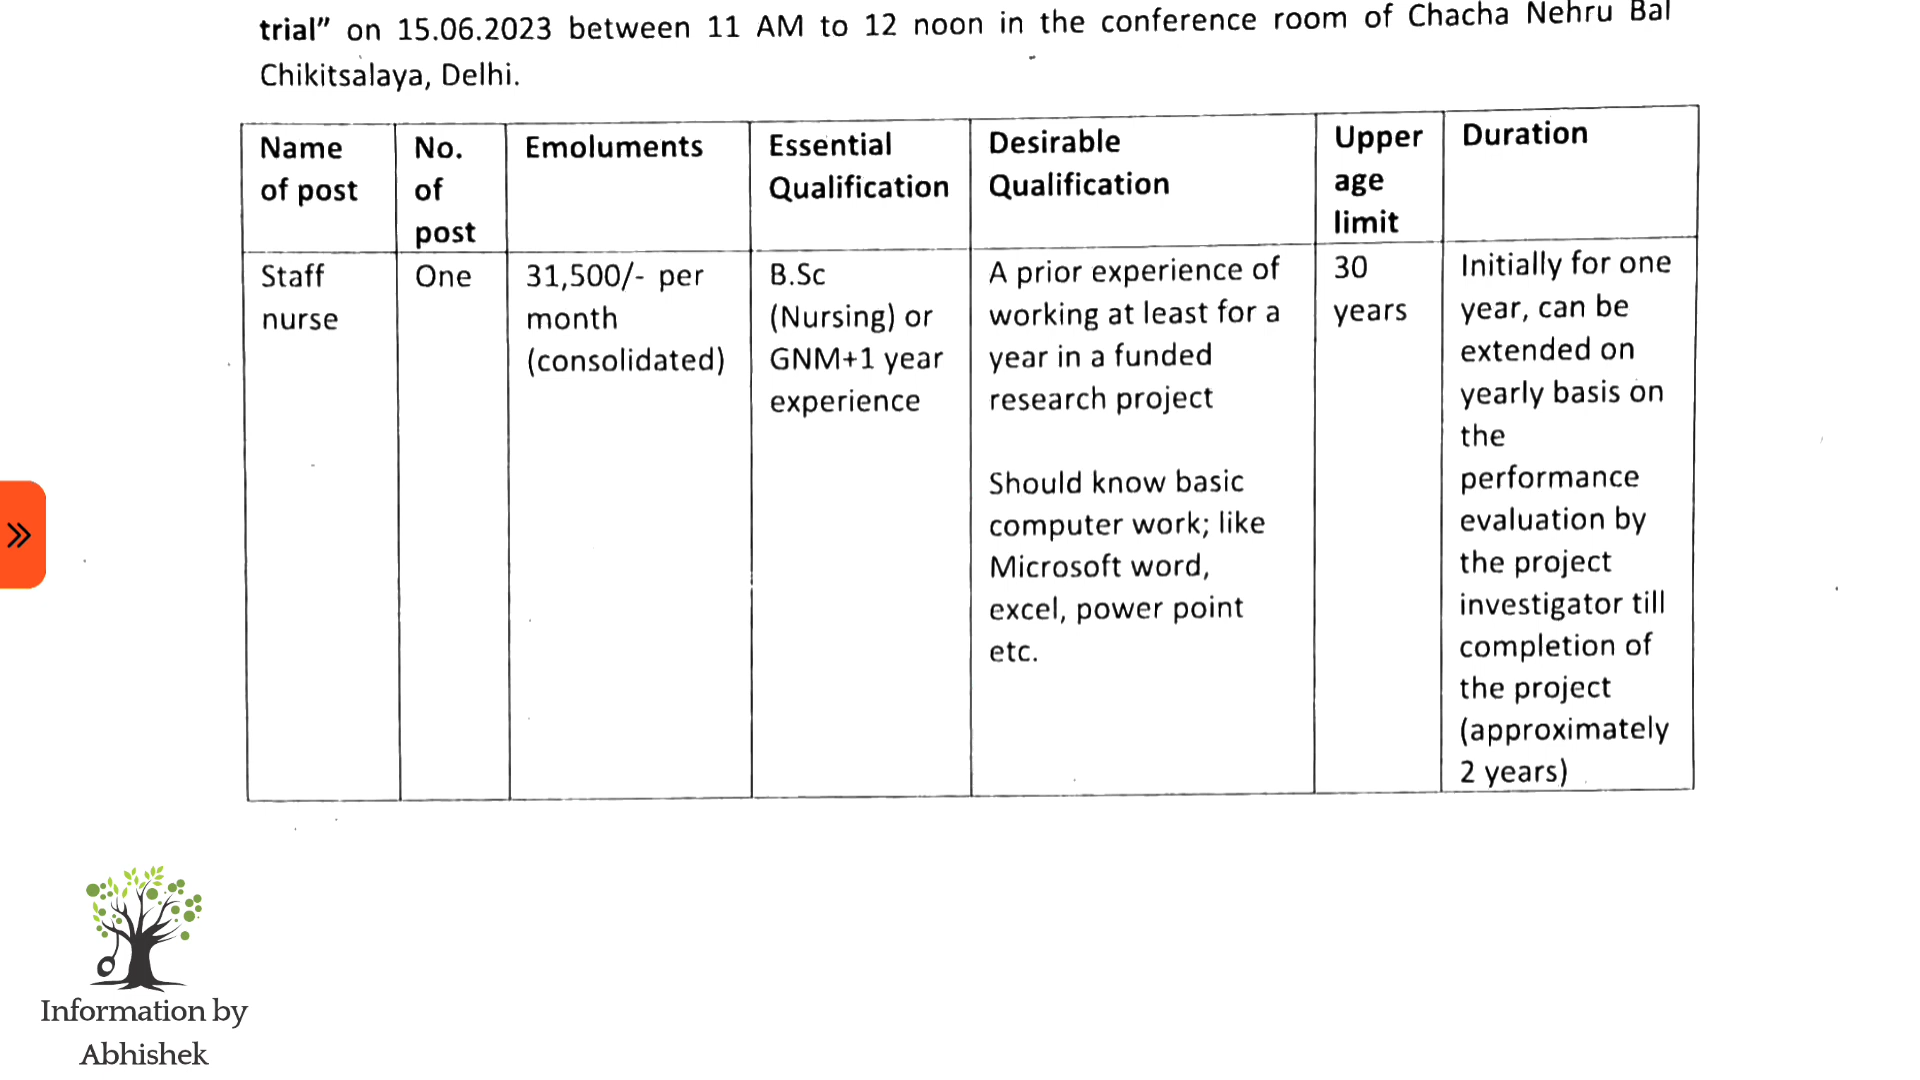 trial” on 15.06.2023 between 11 AM to 12 noon in the conference room of Chacha Nehru Bal
Chikitsalaya, Delhi.
Name of post
No. of post
Emoluments
Essential Qualification
Desirable Qualification
Upper age limit
Duration
Staff
nurse
One
31,500/- per
month
(consolidated)
B.Sc
(Nursing) or
GNM+1 year
experience
A prior experience of
working at least for a
year in a funded
research project
Should know basic
computer work; like
Microsoft word,
excel, power point
etc.
30
years
Initially for one
year, can be
extended on
yearly basis on
the
performance
evaluation by
the project
investigator till
completion of
the project
(approximately
2 years)
Information by
Abhishek